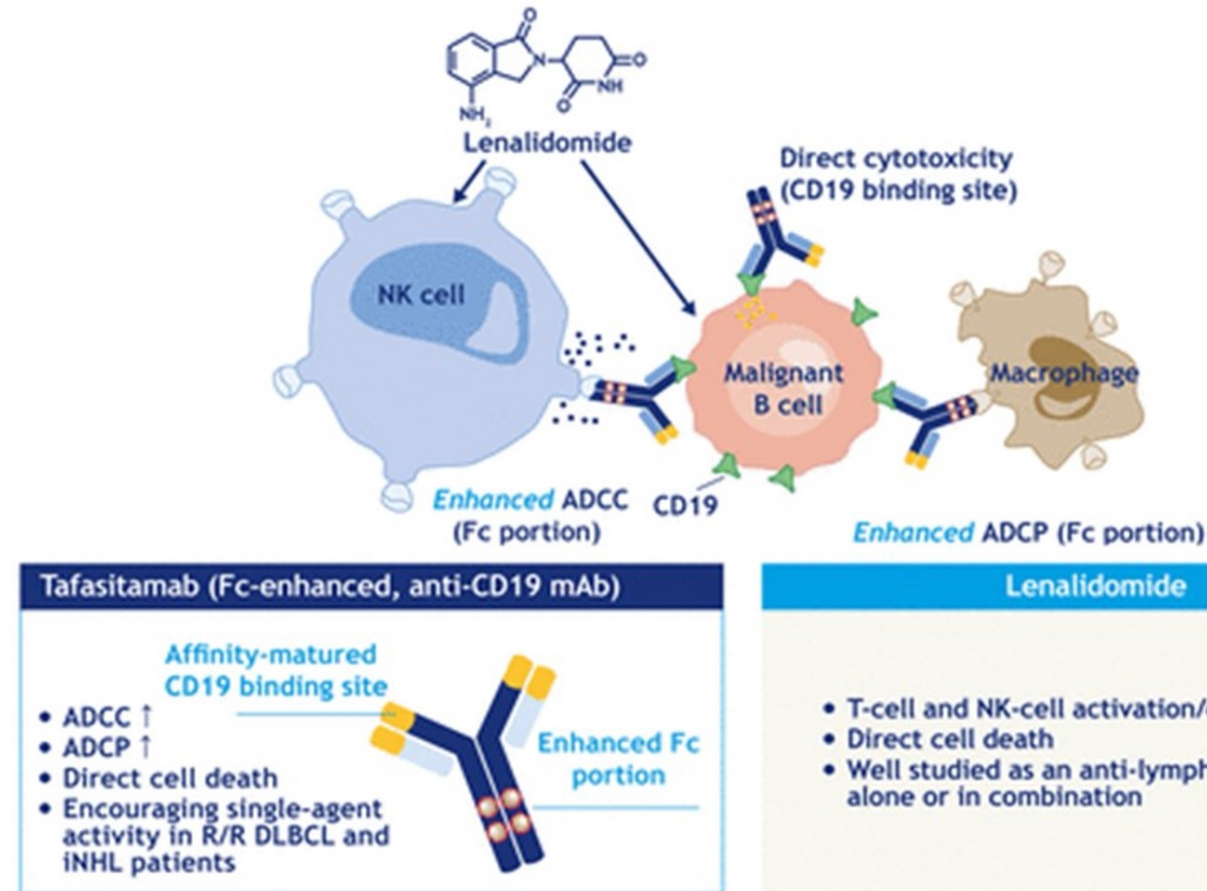 O
N
O
NH
O
NH2
Lenalidomide
Direct cytotoxicity
(CD19 binding site)
NK cell
Malignant
B cell
Macrophage
Enhanced ADCC
(Fc portion)
CD19
Enhanced ADCP (Fc portion)
Tafasitamab (Fc-enhanced, anti-CD19 mAb)
Affinity-matured
CD19 binding site
• ADCC ↑
• ADCP ↑
• Direct cell death
• Encouraging single-agent
activity in R/R DLBCL and
iNHL patients
Enhanced Fc
portion
Lenalidomide
• T-cell and NK-cell activation/
• Direct cell death
• Well studied as an anti-lymph
alone or in combination